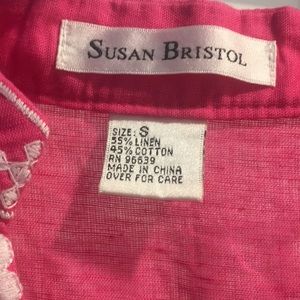 SUSAN BRISTOL
SIZE: S
55% LINEN
45% COTTON
RN 96639
MADE IN CHINA
OVER FOR CARE